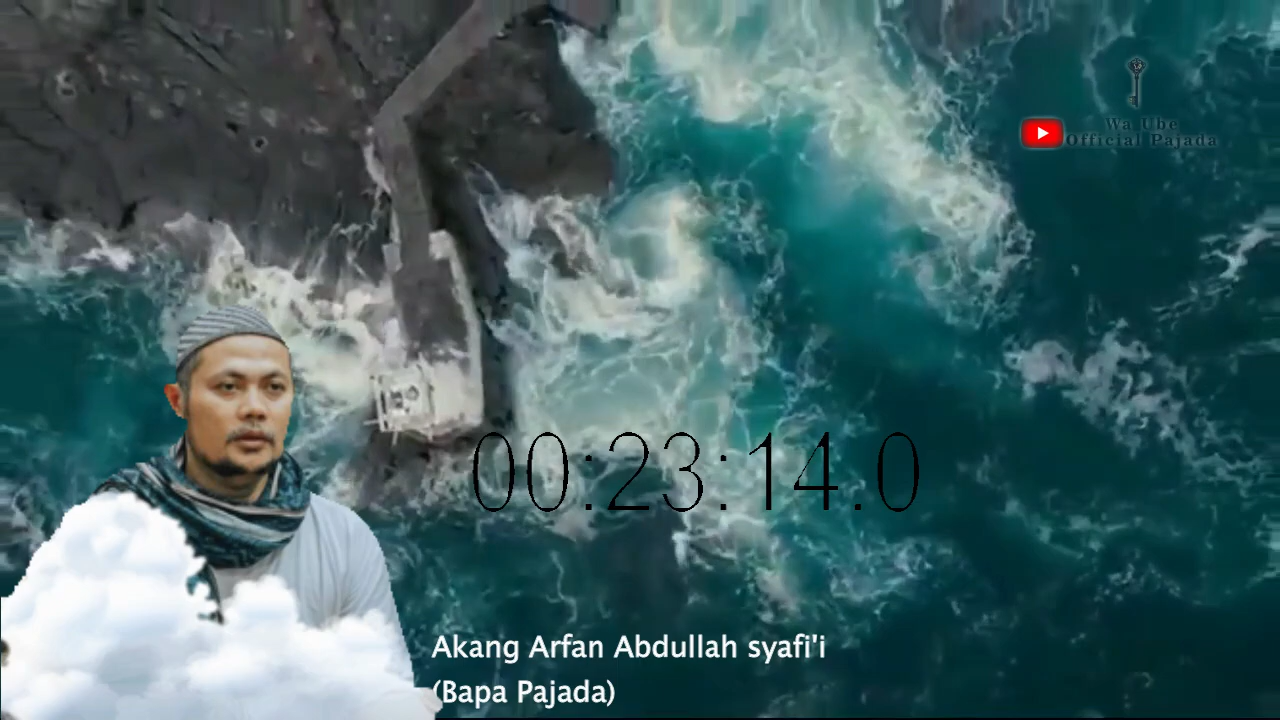 Wa Ube
Official Pajada
00:23:14.0
Akang Arfan Abdullah syafi'i
(Bapa Pajada)